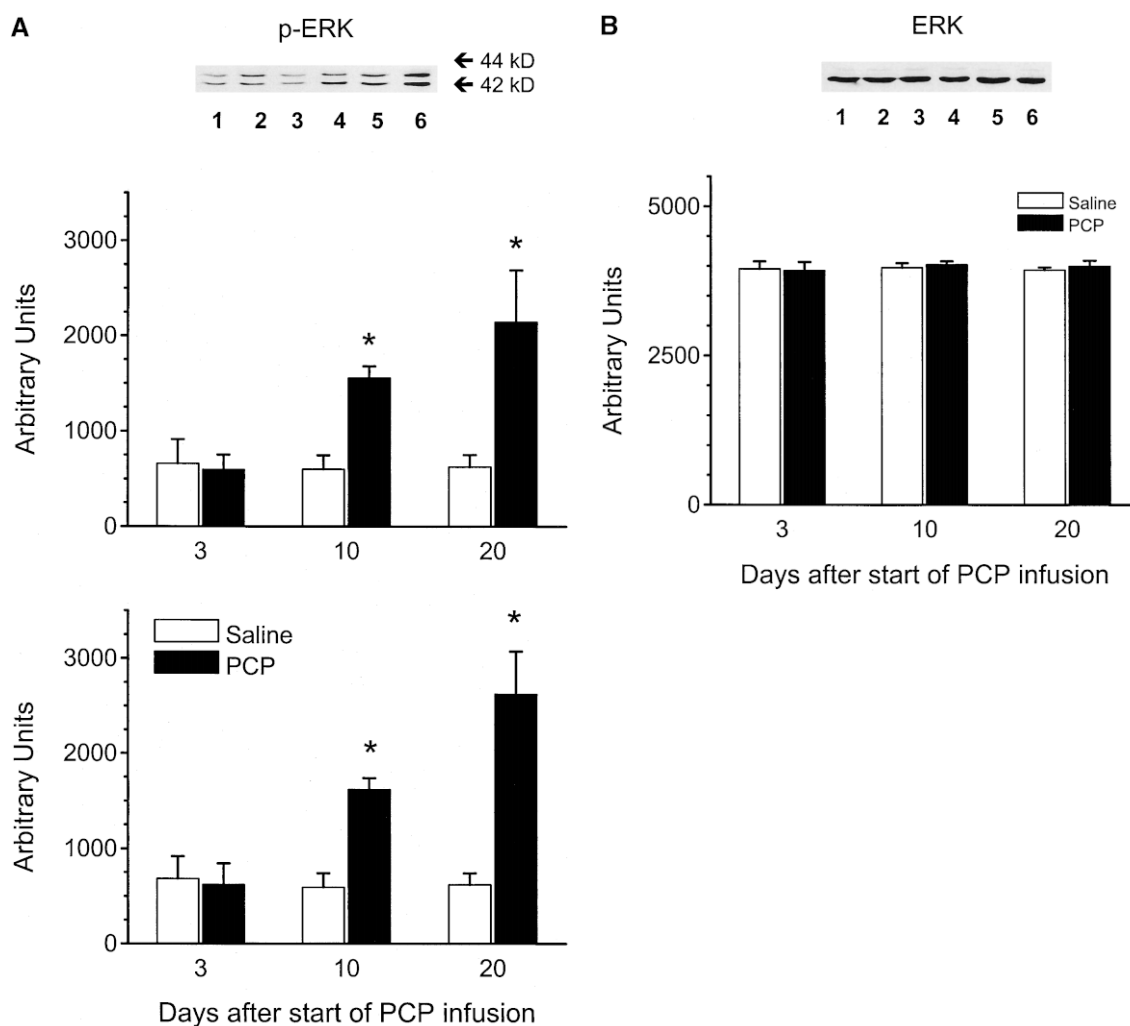 A
p-ERK
← 44 kD
← 42 kD
1 2 3 4 5 6
Arbitrary Units
3000
2000
1000
0
*
*
3 10 20
Saline
PCP
Arbitrary Units
3000
2000
1000
0
*
*
3 10 20
Days after start of PCP infusion
B
ERK
1 2 3 4 5 6
Saline
PCP
Arbitrary Units
5000
2500
0
3 10 20
Days after start of PCP infusion